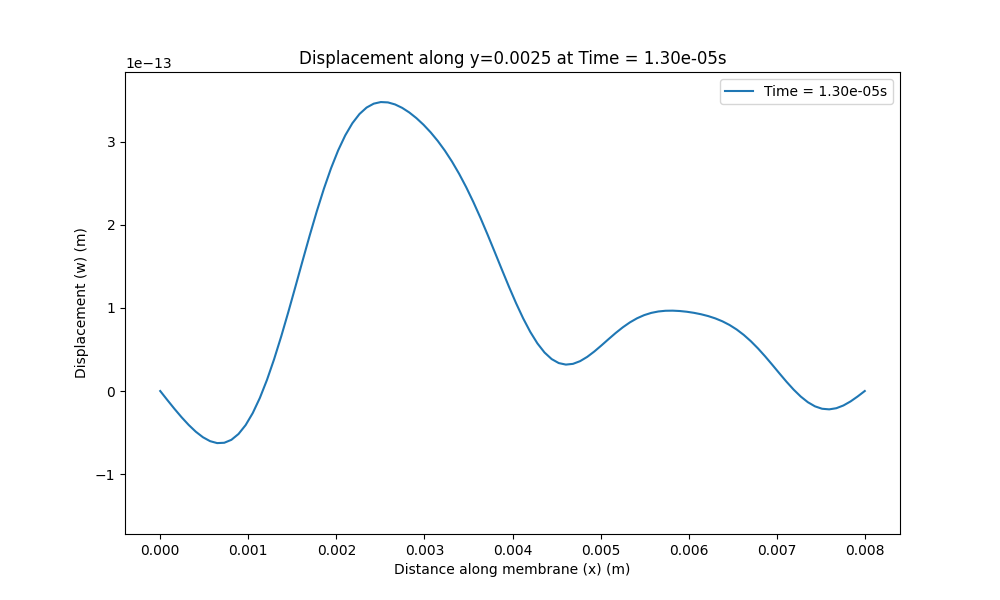 Displacement along y=0.0025 at Time = 1.30e-05s
1e−13
Time = 1.30e-05s
3
2
1
0
−1
Displacement (w) (m)
0.000 0.001 0.002 0.003 0.004 0.005 0.006 0.007 0.008
Distance along membrane (x) (m)